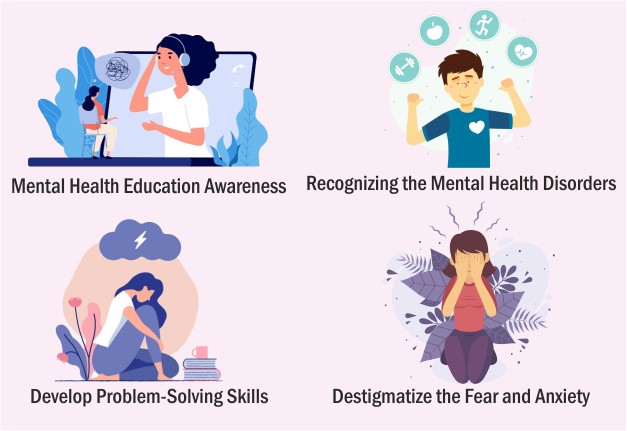 Mental Health Education Awareness
Recognizing the Mental Health Disorders
Develop Problem-Solving Skills
Destigmatize the Fear and Anxiety